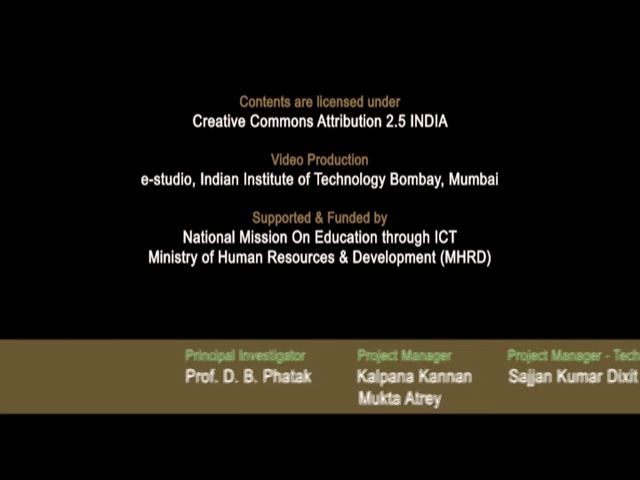 Contents are licensed under
Creative Commons Attribution 2.5 INDIA
Video Production
e-studio, Indian Institute of Technology Bombay, Mumbai
Supported & Funded by
National Mission On Education through ICT
Ministry of Human Resources & Development (MHRD)
Principal Investigator
Prof. D. B. Phatak
Project Manager
Kalpana Kannan
Mukta Atrey
Project Manager - Tech
Sajjan Kumar Dixit